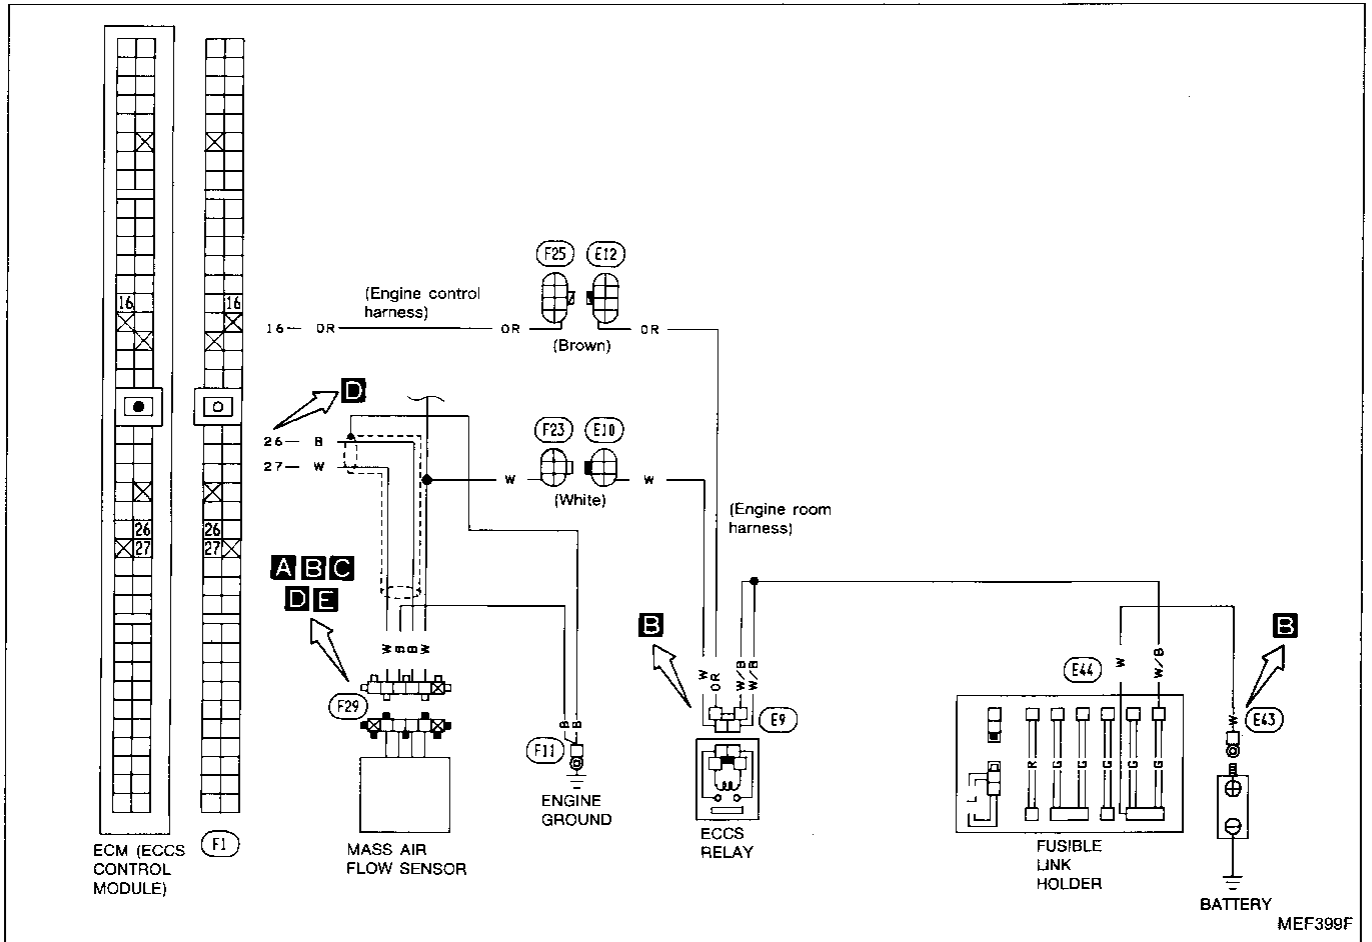 F25 E12
16 16
(Engine control
harness)
16— OR OR OR
(Brown)
D
26— B
F23 E10
27— W W W
(White)
(Engine room
harness)
26 26
27 27
A B C
D E
B
B
E44 W W/B
W B B W
W OR W/B W/B
F29
E9
W E43
B B
F11
R G G G G G
ENGINE
GROUND
ECCS
RELAY
ECM (ECCS
CONTROL
MODULE)
F1
MASS AIR
FLOW SENSOR
FUSIBLE
LINK
HOLDER
BATTERY
MEF399F